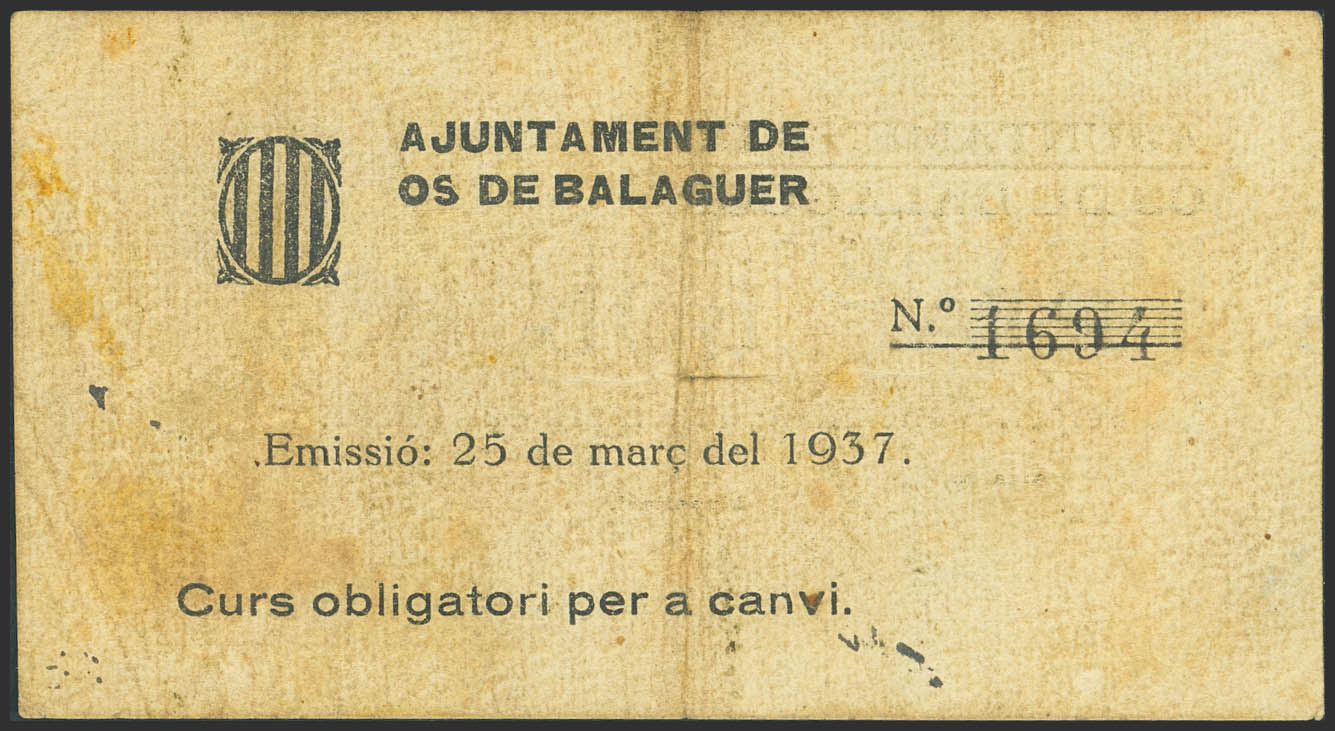 AJUNTAMENT DE
OS DE BALAGUER
N.º 1694
Emissió: 25 de març del 1937.
Curs obligatori per a canvi.